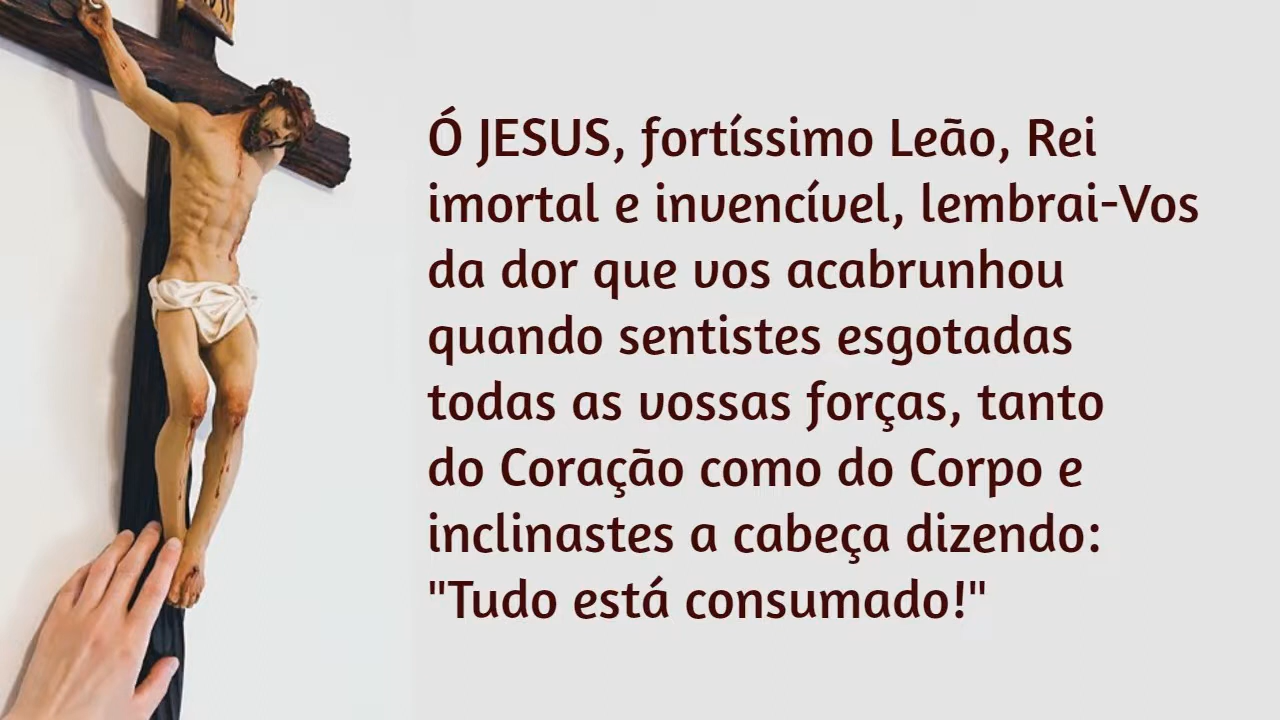 Ó JESUS, fortíssimo Leão, Rei
imortal e invencível, lembrai-Vos
da dor que vos acabrunhou
quando sentistes esgotadas
todas as vossas forças, tanto
do Coração como do Corpo e
inclinastes a cabeça dizendo:
"Tudo está consumado!"